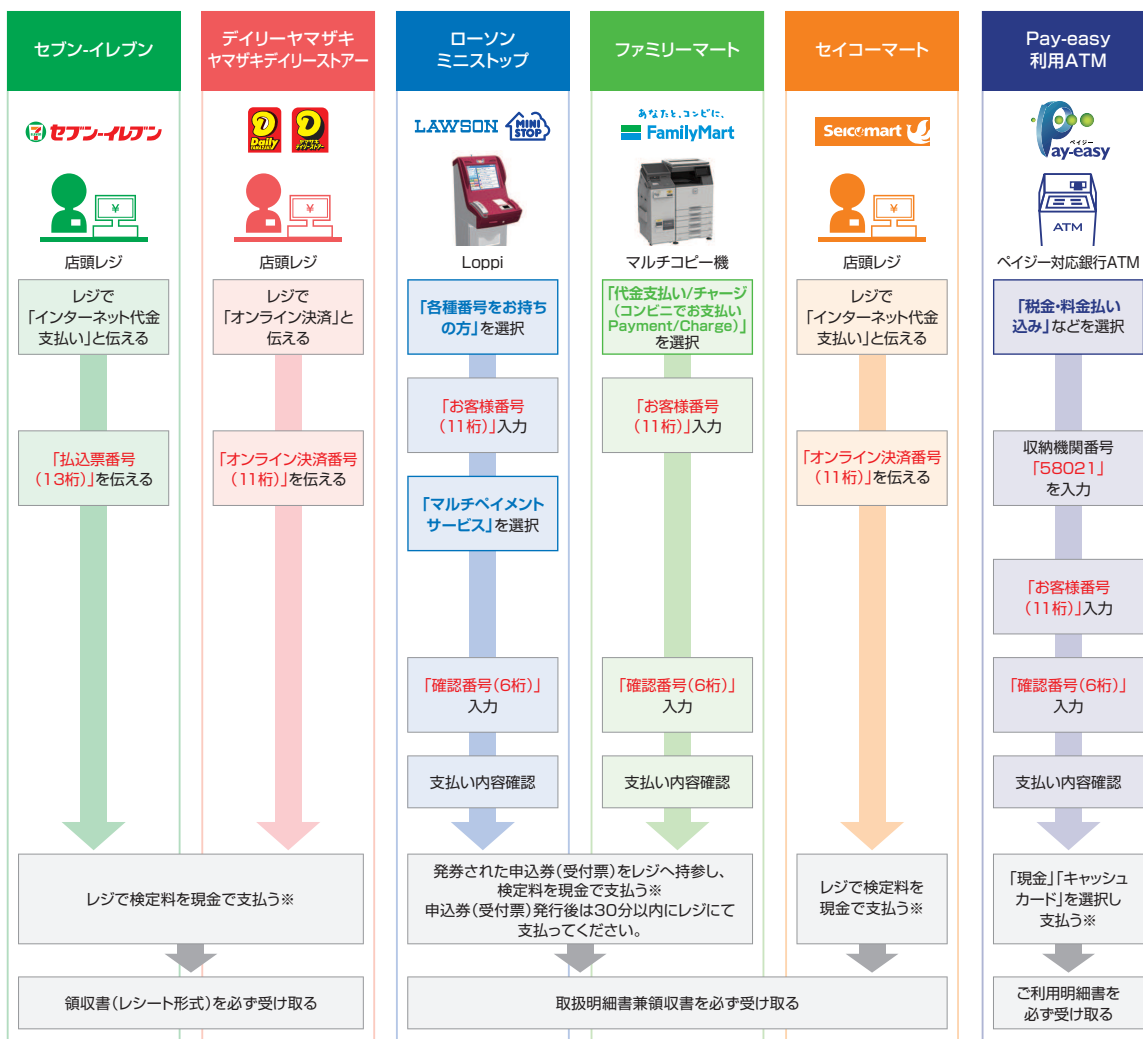 セブン-イレブン
セブン-イレブン
¥
店頭レジ
レジで
「インターネット代金
支払い」と伝える
「払込票番号
(13桁)」を伝える
デイリーヤマザキ
ヤマザキデイリーストアー
Daily
YAMAZAKI
¥
店頭レジ
レジで
「オンライン決済」と
伝える
「オンライン決済番号
(11桁)」を伝える
レジで検定料を現金で支払う※
領収書(レシート形式)を必ず受け取る
ローソン
ミニストップ
LAWSON
MINI
STOP
Loppi
「各種番号をお持ち
の方」を選択
「お客様番号
(11桁)」入力
「マルチペイメント
サービス」を選択
「確認番号(6桁)」
入力
支払い内容確認
ファミリーマート
あなたと、コンビに、
FamilyMart
マルチコピー機
「代金支払い/チャージ
(コンビニでお支払い
Payment/Charge)」
を選択
「お客様番号
(11桁)」入力
「確認番号(6桁)」
入力
支払い内容確認
発券された申込券(受付票)をレジへ持参し、
検定料を現金で支払う※
申込券(受付票)発行後は30分以内にレジにて
支払ってください。
セイコーマート
Seicomart
¥
店頭レジ
レジで
「インターネット代金
支払い」と伝える
「オンライン決済番号
(11桁)」を伝える
レジで検定料を
現金で支払う※
取扱明細書兼領収書を必ず受け取る
Pay-easy
利用ATM
ペイジー
Pay-easy
ATM
ペイジー対応銀行ATM
「税金・料金払い
込み」などを選択
収納機関番号
「58021」
を入力
「お客様番号
(11桁)」入力
「確認番号(6桁)」
入力
支払い内容確認
「現金」「キャッシュ
カード」を選択し
支払う※
ご利用明細書を
必ず受け取る